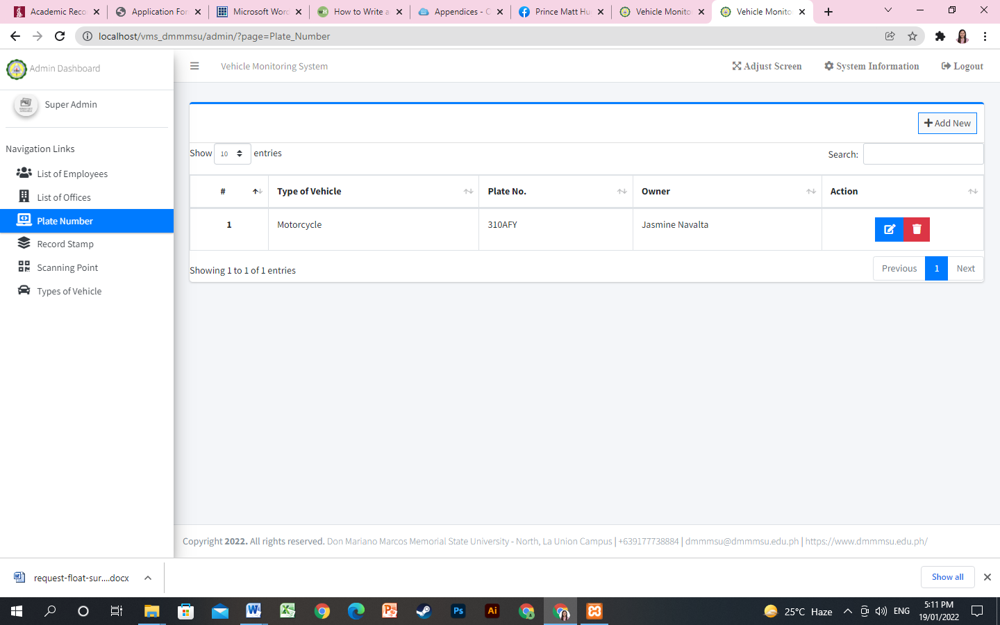 Academic Reco
Application For
Microsoft Word
How to Write a
Appendices - C
Prince Matt Hu
Vehicle Monito
Vehicle Monito
localhost/vms_dmmmsu/admin/?page=Plate_Number
Admin Dashboard
Vehicle Monitoring System
Adjust Screen
System Information
Logout
Super Admin
Navigation Links
List of Employees
List of Offices
Plate Number
Record Stamp
Scanning Point
Types of Vehicle
Add New
Show 10 entries
Search:
# Type of Vehicle Plate No. Owner Action
1 Motorcycle 310AFY Jasmine Navalta
Showing 1 to 1 of 1 entries
Previous 1 Next
Copyright 2022. All rights reserved. Don Mariano Marcos Memorial State University - North, La Union Campus | +639177738884 | dmmmsu@dmmmsu.edu.ph | https://www.dmmmsu.edu.ph/
request-float-sur....docx
Show all
Ps
Ai
25°C Haze
ENG
5:11 PM
19/01/2022